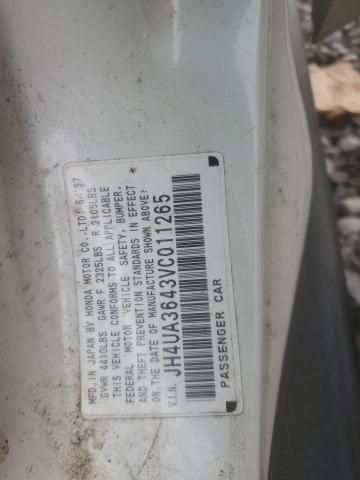 MFD. IN JAPAN BY HONDA MOTOR CO., LTD. 6/'97
GVWR 4410LBS GAWR F 2325LBS R 2105LBS
THIS VEHICLE CONFORMS TO ALL APPLICABLE
FEDERAL MOTOR VEHICLE SAFETY, BUMPER,
AND THEFT PREVENTION STANDARDS IN EFFECT
ON THE DATE OF MANUFACTURE SHOWN ABOVE:
V.I.N. JH4UA3643VC011265
PASSENGER CAR